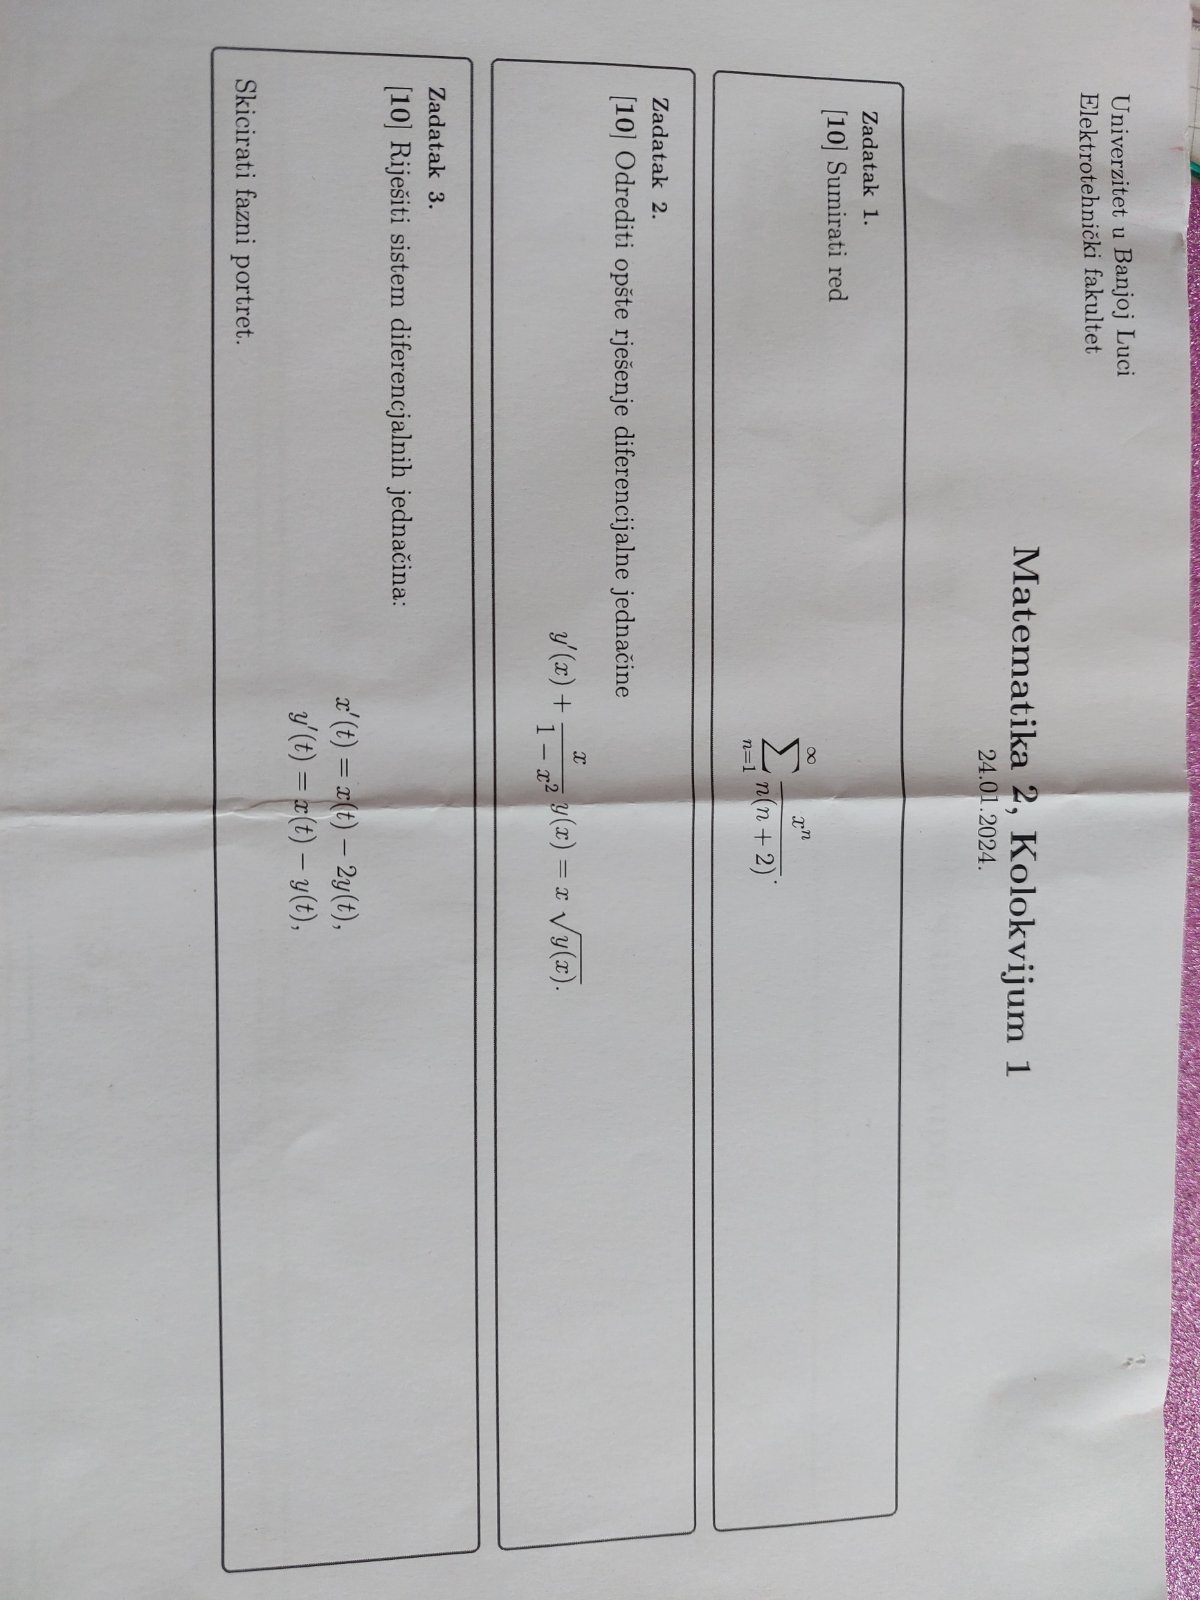 Univerzitet u Banjoj Luci
Elektrotehnički fakultet
Matematika 2, Kolokvijum 1
24.01.2024.
Zadatak 1.
[10] Sumirati red
\sum_{n=1}^{\infty} \frac{x^n}{n(n+2)}.
Zadatak 2.
[10] Odrediti opšte rješenje diferencijalne jednačine
y'(x) + \frac{x}{1-x^2} y(x) = x \sqrt{y(x)}.
Zadatak 3.
[10] Riješiti sistem diferencjalnih jednačina:
x'(t) = x(t) − 2y(t),
y'(t) = x(t) − y(t),
Skicirati fazni portret.